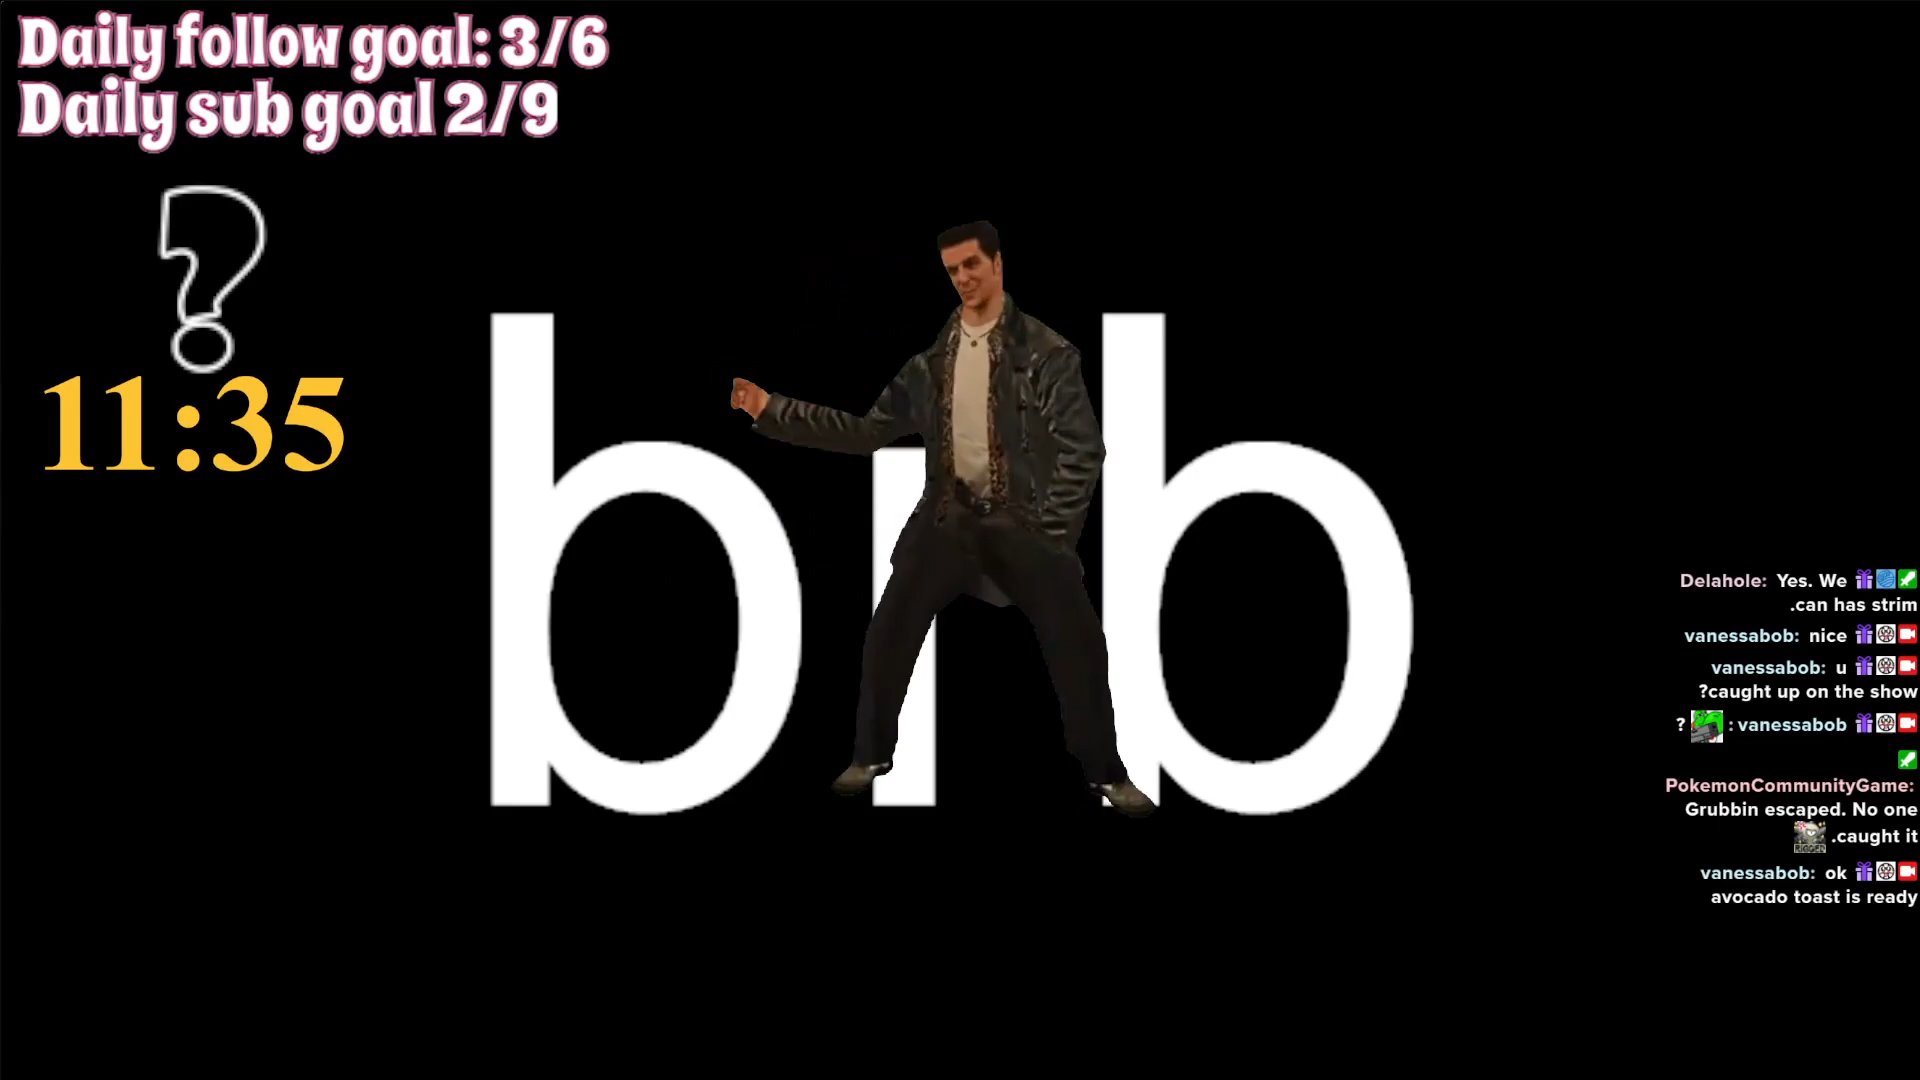 Daily follow goal: 3/6
Daily sub goal 2/9
?
11:35
brb
Delahole: Yes. We
.can has strim
vanessabob: nice
vanessabob: u
?caught up on the show
? : vanessabob
PokemonCommunityGame:
Grubbin escaped. No one
.caught it
vanessabob: ok
avocado toast is ready